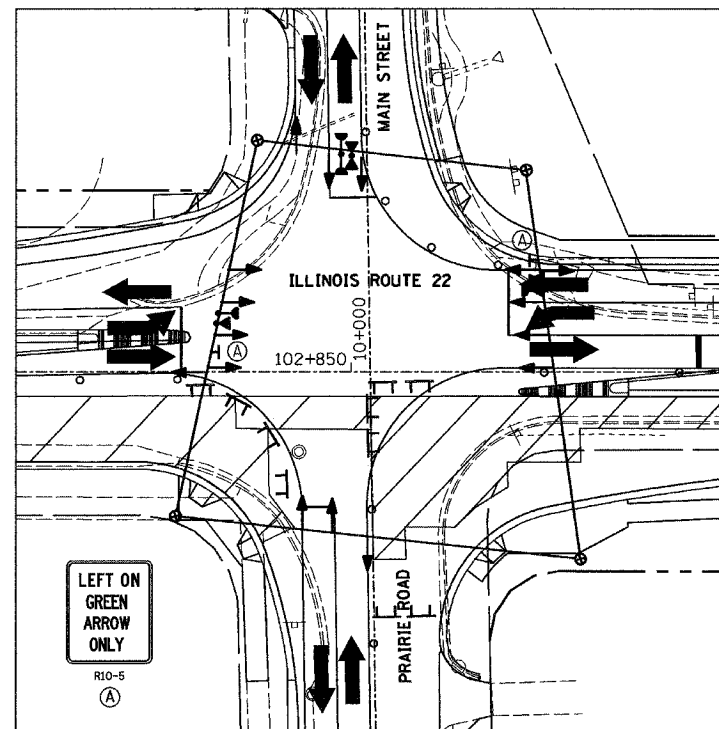 MAIN STREET
A
ILLINOIS ROUTE 22
10+000
102+850
A
LEFT ON
GREEN
ARROW
ONLY
R10-5
A
PRAIRIE ROAD